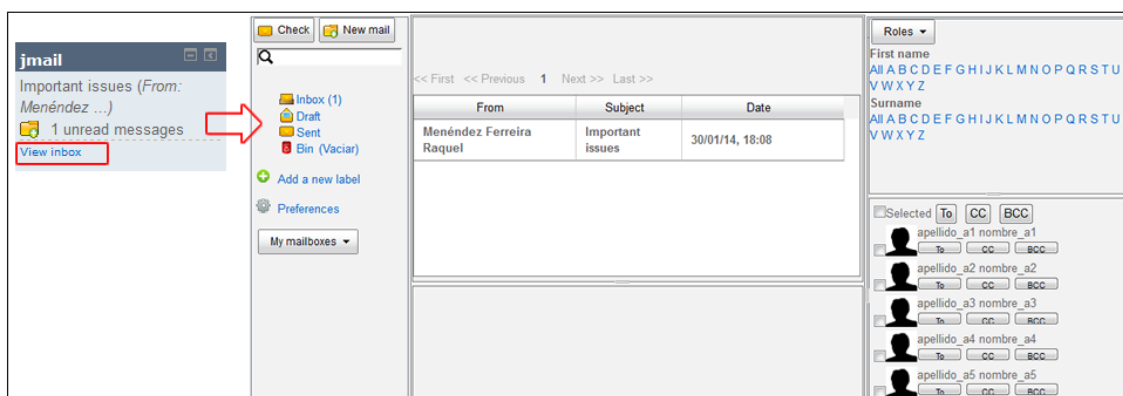 jmail
Important issues (From:
Menéndez ...)
1 unread messages
View inbox
Check
New mail
Inbox (1)
Draft
Sent
Bin (Vaciar)
Add a new label
Preferences
My mailboxes
<< First << Previous 1 Next >> Last >>
From Subject Date
Menéndez Ferreira Important
Raquel issues
30/01/14, 18:08
Roles
First name
All A B C D E F G H I J K L M N O P Q R S T U
V W X Y Z
Surname
All A B C D E F G H I J K L M N O P Q R S T U
V W X Y Z
Selected To CC BCC
apellido_a1 nombre_a1
To CC BCC
apellido_a2 nombre_a2
To CC BCC
apellido_a3 nombre_a3
To CC BCC
apellido_a4 nombre_a4
To CC BCC
apellido_a5 nombre_a5
To CC BCC